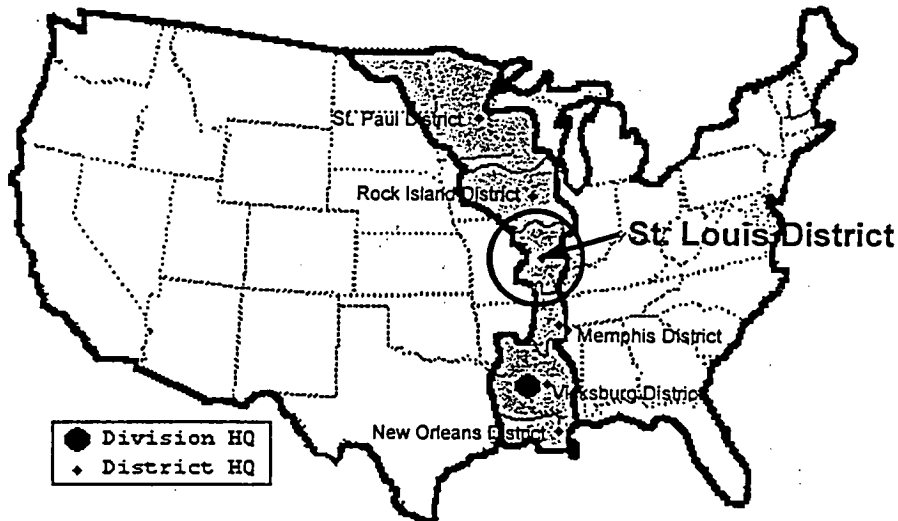 St. Paul District
Rock Island District
St. Louis District
Memphis District
Vicksburg District
New Orleans District
Division HQ
District HQ